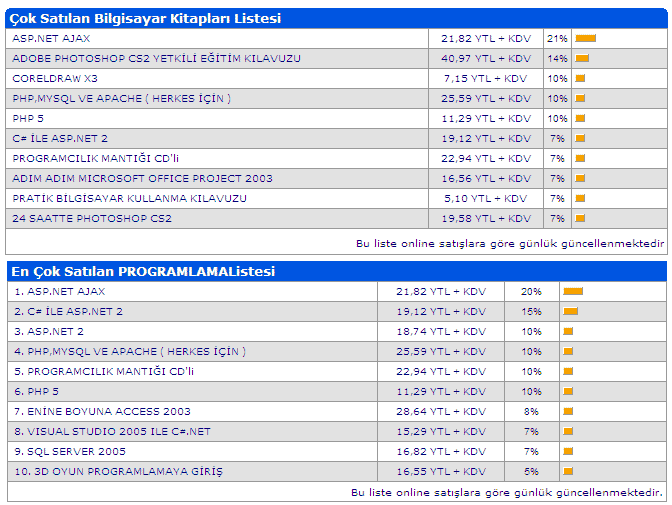 Çok Satılan Bilgisayar Kitapları Listesi
ASP.NET AJAX 21,82 YTL + KDV 21%
ADOBE PHOTOSHOP CS2 YETKİLİ EĞİTİM KILAVUZU 40,97 YTL + KDV 14%
CORELDRAW X3 7,15 YTL + KDV 10%
PHP,MYSQL VE APACHE ( HERKES İÇİN ) 25,59 YTL + KDV 10%
PHP 5 11,29 YTL + KDV 10%
C# İLE ASP.NET 2 19,12 YTL + KDV 7%
PROGRAMCILIK MANTIĞI CD'li 22,94 YTL + KDV 7%
ADIM ADIM MICROSOFT OFFICE PROJECT 2003 16,56 YTL + KDV 7%
PRATİK BİLGİSAYAR KULLANMA KILAVUZU 5,10 YTL + KDV 7%
24 SAATTE PHOTOSHOP CS2 19,58 YTL + KDV 7%
Bu liste online satışlara göre günlük güncellenmektedir
En Çok Satılan PROGRAMLAMAListesi
1. ASP.NET AJAX 21,82 YTL + KDV 20%
2. C# İLE ASP.NET 2 19,12 YTL + KDV 15%
3. ASP.NET 2 18,74 YTL + KDV 10%
4. PHP,MYSQL VE APACHE ( HERKES İÇİN ) 25,59 YTL + KDV 10%
5. PROGRAMCILIK MANTIĞI CD'li 22,94 YTL + KDV 10%
6. PHP 5 11,29 YTL + KDV 10%
7. ENİNE BOYUNA ACCESS 2003 28,64 YTL + KDV 8%
8. VISUAL STUDIO 2005 ILE C#.NET 15,29 YTL + KDV 7%
9. SQL SERVER 2005 16,82 YTL + KDV 7%
10. 3D OYUN PROGRAMLAMAYA GİRİŞ 16,55 YTL + KDV 5%
Bu liste online satışlara göre günlük güncellenmektedir.